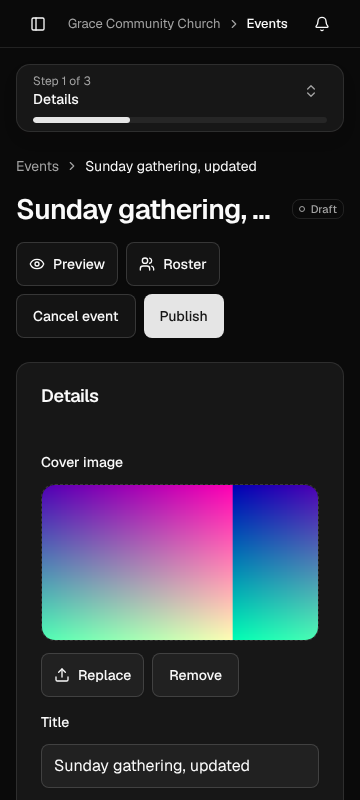 Grace Community Church > Events
Step 1 of 3
Details
Events > Sunday gathering, updated
Sunday gathering, ...
Draft
Preview
Roster
Cancel event
Publish
Details
Cover image
Replace
Remove
Title
Sunday gathering, updated